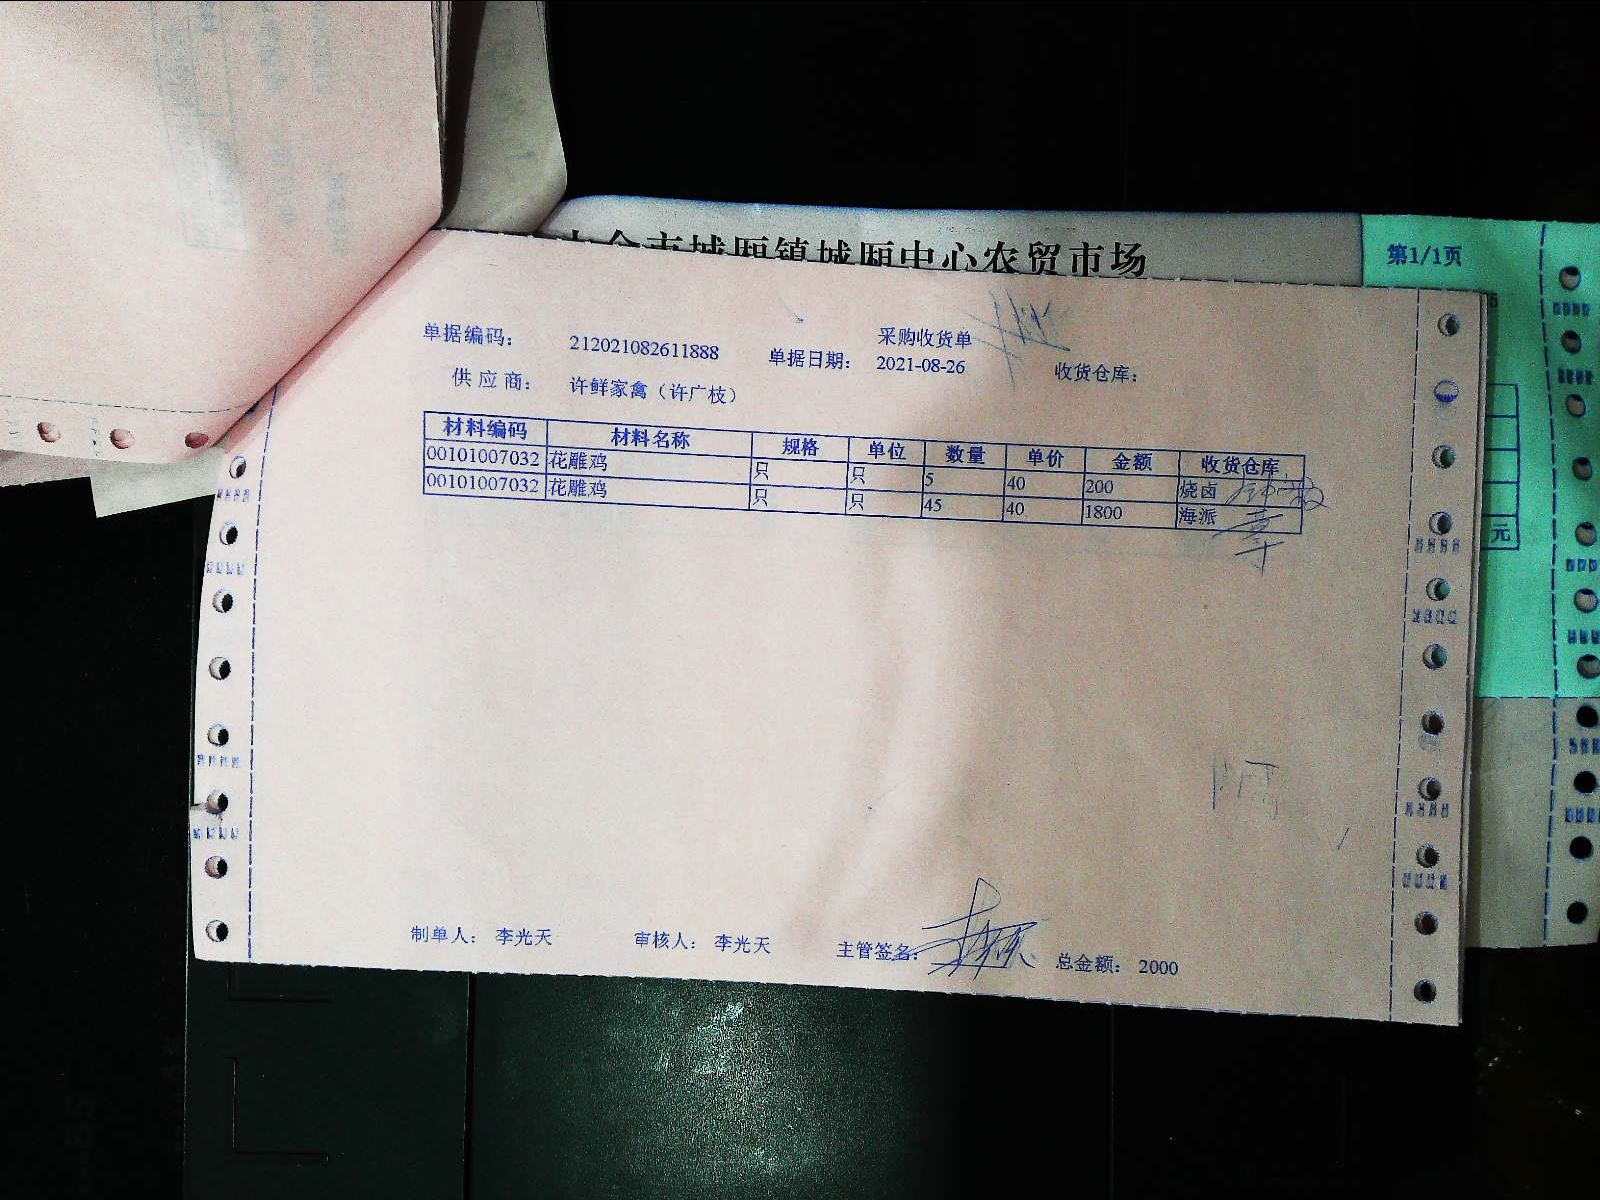 市城厢镇城厢中心农贸市场
第1/1页
采购收货单
单据编码： 212021082611888 单据日期： 2021-08-26 收货仓库：
供 应 商： 许鲜家禽（许广枝）
材料编码 材料名称 规格 单位 数量 单价 金额 收货仓库
00101007032 花雕鸡 只 只 5 40 200 烧卤
00101007032 花雕鸡 只 只 45 40 1800 海派
元
制单人： 李光天 审核人： 李光天 主管签名： 总金额： 2000